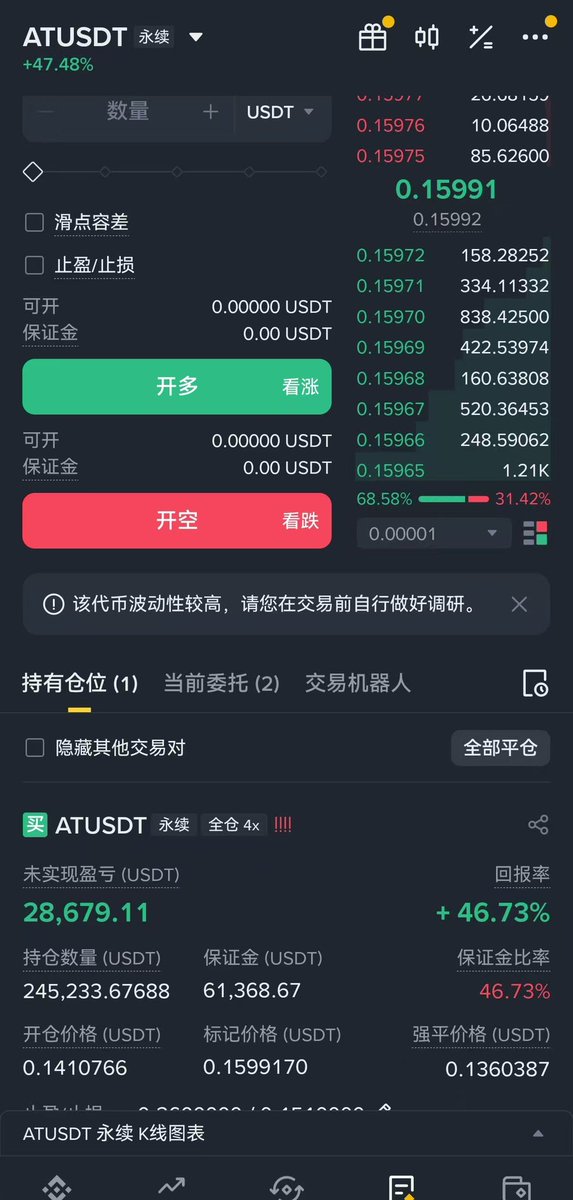 ATUSDT 永续
+47.48%
数量 + USDT
0.15976 10.06488
0.15975 85.62600
0.15991
0.15992
滑点容差
止盈/止损
可开 0.00000 USDT
保证金 0.00 USDT
开多 看涨
可开 0.00000 USDT
保证金 0.00 USDT
开空 看跌
0.15972 158.28252
0.15971 334.11332
0.15970 838.42500
0.15969 422.53974
0.15968 160.63808
0.15967 520.36453
0.15966 248.59062
0.15965 1.21K
68.58% 31.42%
0.00001
该代币波动性较高，请您在交易前自行做好调研。
持有仓位 (1) 当前委托 (2) 交易机器人
隐藏其他交易对 全部平仓
买 ATUSDT 永续 全仓 4x !!!!
未实现盈亏 (USDT) 回报率
28,679.11 + 46.73%
持仓数量 (USDT) 保证金 (USDT) 保证金比率
245,233.67688 61,368.67 46.73%
开仓价格 (USDT) 标记价格 (USDT) 强平价格 (USDT)
0.1410766 0.1599170 0.1360387
ATUSDT 永续 K线图表